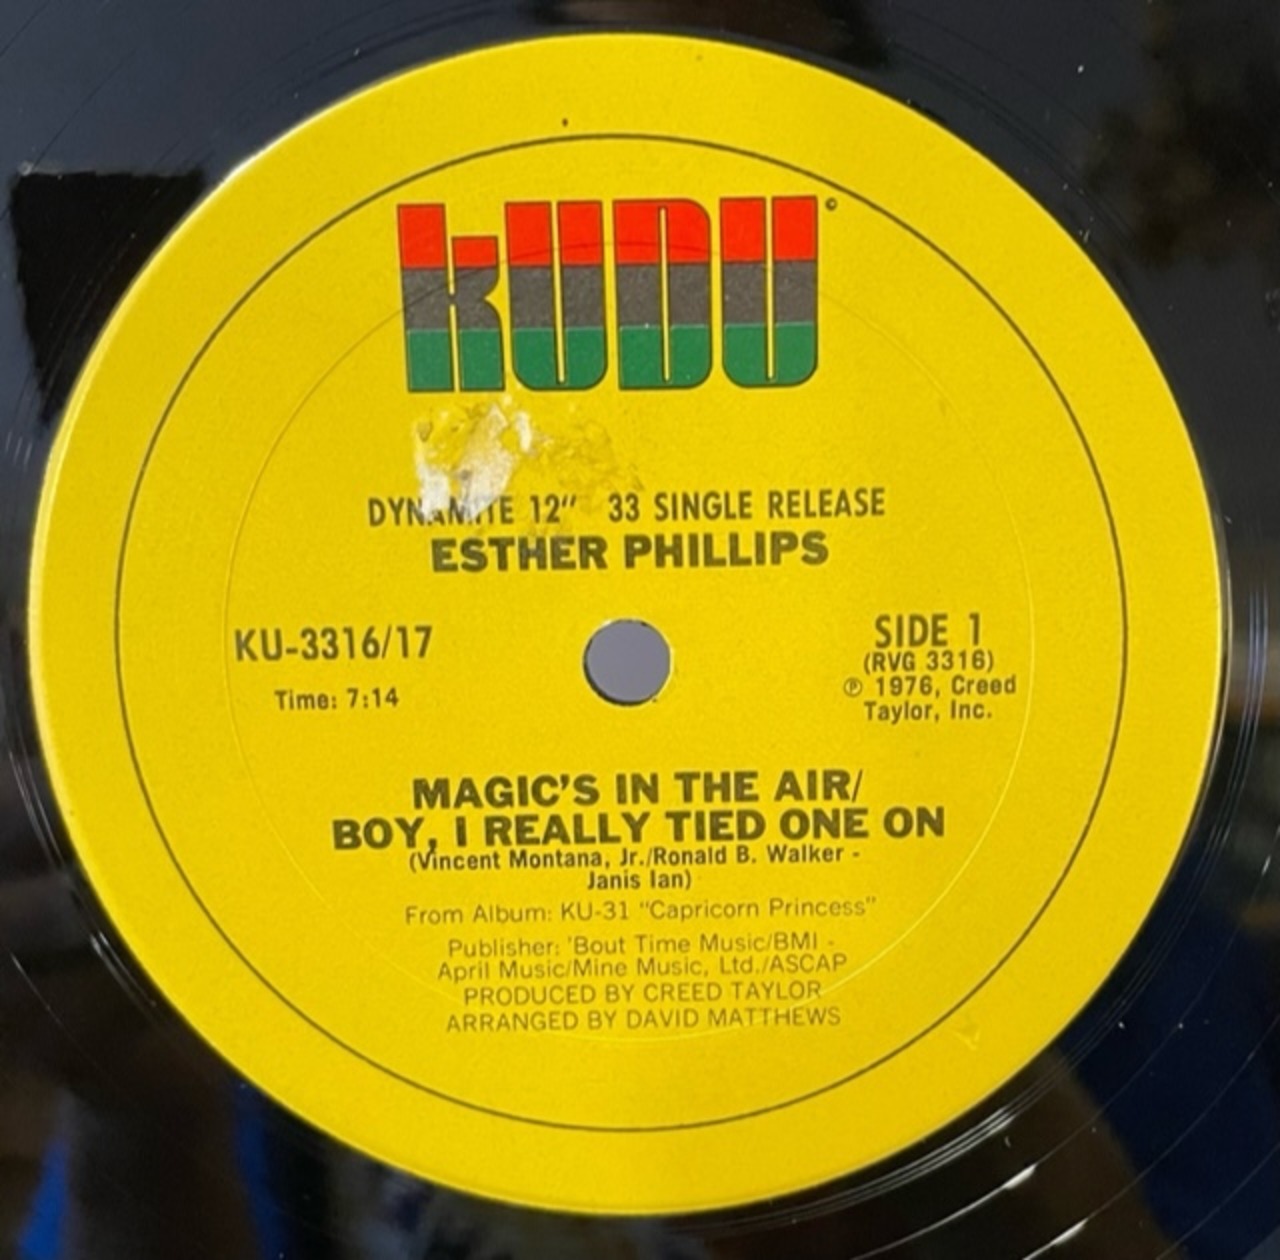 kUDU ©
DYNAMITE 12" 33 SINGLE RELEASE
ESTHER PHILLIPS
KU-3316/17
Time: 7:14
SIDE 1
(RVG 3316)
℗ 1976, Creed
Taylor, Inc.
MAGIC'S IN THE AIR/
BOY, I REALLY TIED ONE ON
(Vincent Montana, Jr./Ronald B. Walker -
Janis Ian)
From Album: KU-31 "Capricorn Princess"
Publisher: 'Bout Time Music/BMI -
April Music/Mine Music, Ltd./ASCAP
PRODUCED BY CREED TAYLOR
ARRANGED BY DAVID MATTHEWS